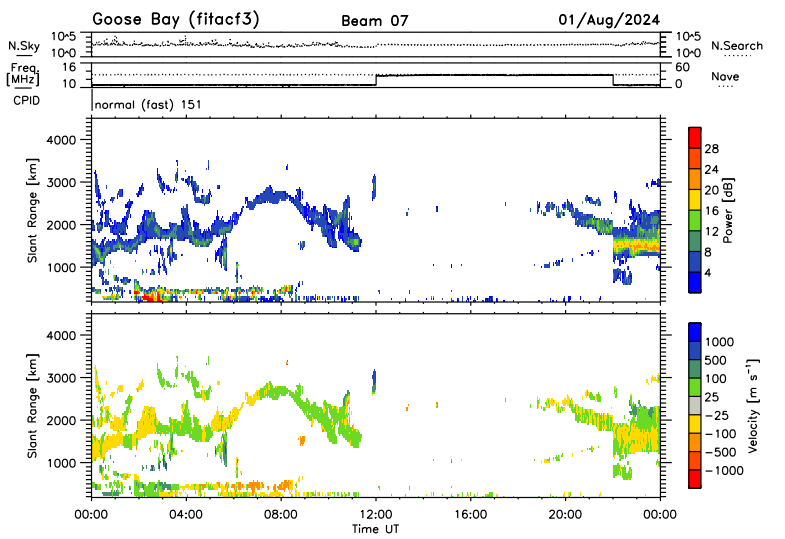 Goose Bay (fitacf3) Beam 07 01/Aug/2024
N.Sky 10^5 10^0 10^5 10^0 N.Search
Freq. [MHz] 16 10 60 0 Nave
CPID normal (fast) 151
Slant Range [km] 4000 3000 2000 1000
Power [dB] 28 24 20 16 12 8 4
Slant Range [km] 4000 3000 2000 1000
Velocity [m s⁻¹] 1000 500 100 25 −25 −100 −500 −1000
00:00 04:00 08:00 12:00 16:00 20:00 00:00
Time UT